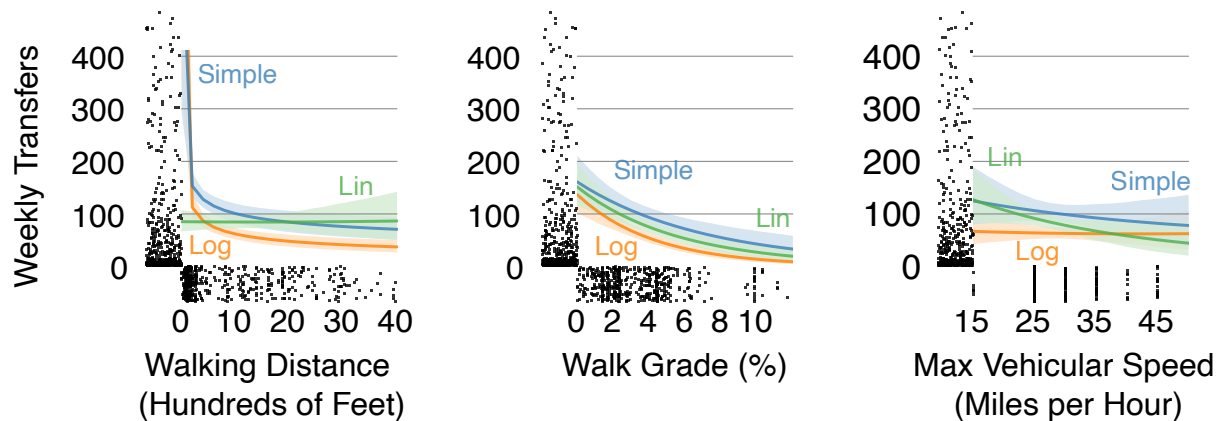 Weekly Transfers
400
300
200
100
0
Simple
Lin
Log
0 10 20 30 40
Walking Distance
(Hundreds of Feet)
400
300
200
100
0
Simple
Lin
Log
0 2 4 6 8 10
Walk Grade (%)
400
300
200
100
0
Lin
Simple
Log
15 25 35 45
Max Vehicular Speed
(Miles per Hour)